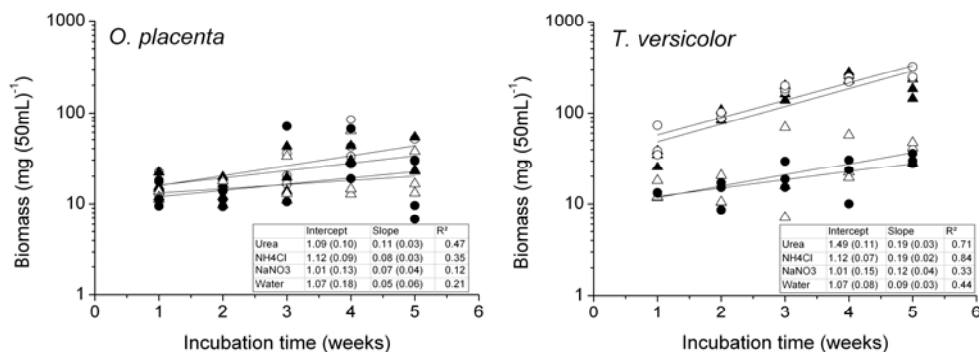 O. placenta
Biomass (mg (50mL)⁻¹
1000
100
10
1
Intercept Slope R²
Urea 1.09 (0.10) 0.11 (0.03) 0.47
NH4Cl 1.12 (0.09) 0.08 (0.03) 0.35
NaNO3 1.01 (0.13) 0.07 (0.04) 0.12
Water 1.07 (0.18) 0.05 (0.06) 0.21
0 1 2 3 4 5 6
Incubation time (weeks)
T. versicolor
Biomass (mg (50mL)⁻¹
1000
100
10
1
Intercept Slope R²
Urea 1.49 (0.11) 0.19 (0.03) 0.71
NH4Cl 1.12 (0.07) 0.19 (0.02) 0.84
NaNO3 1.01 (0.15) 0.12 (0.04) 0.33
Water 1.07 (0.08) 0.09 (0.03) 0.44
0 1 2 3 4 5 6
Incubation time (weeks)